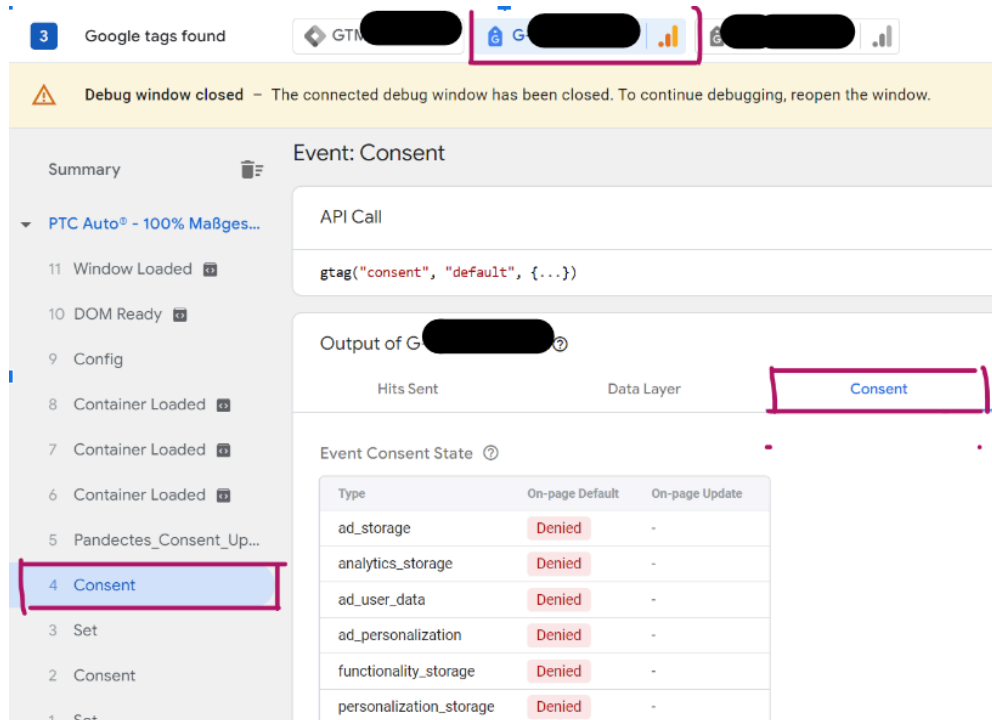 3 Google tags found GTM G-
Debug window closed – The connected debug window has been closed. To continue debugging, reopen the window.
Summary
PTC Auto® - 100% Maßges...
11 Window Loaded
10 DOM Ready
9 Config
8 Container Loaded
7 Container Loaded
6 Container Loaded
5 Pandectes_Consent_Up...
4 Consent
3 Set
2 Consent
1 Set
Event: Consent
API Call
gtag("consent", "default", {...})
Output of G-
Hits Sent Data Layer Consent
Event Consent State
Type On-page Default On-page Update
ad_storage Denied -
analytics_storage Denied -
ad_user_data Denied -
ad_personalization Denied -
functionality_storage Denied -
personalization_storage Denied -